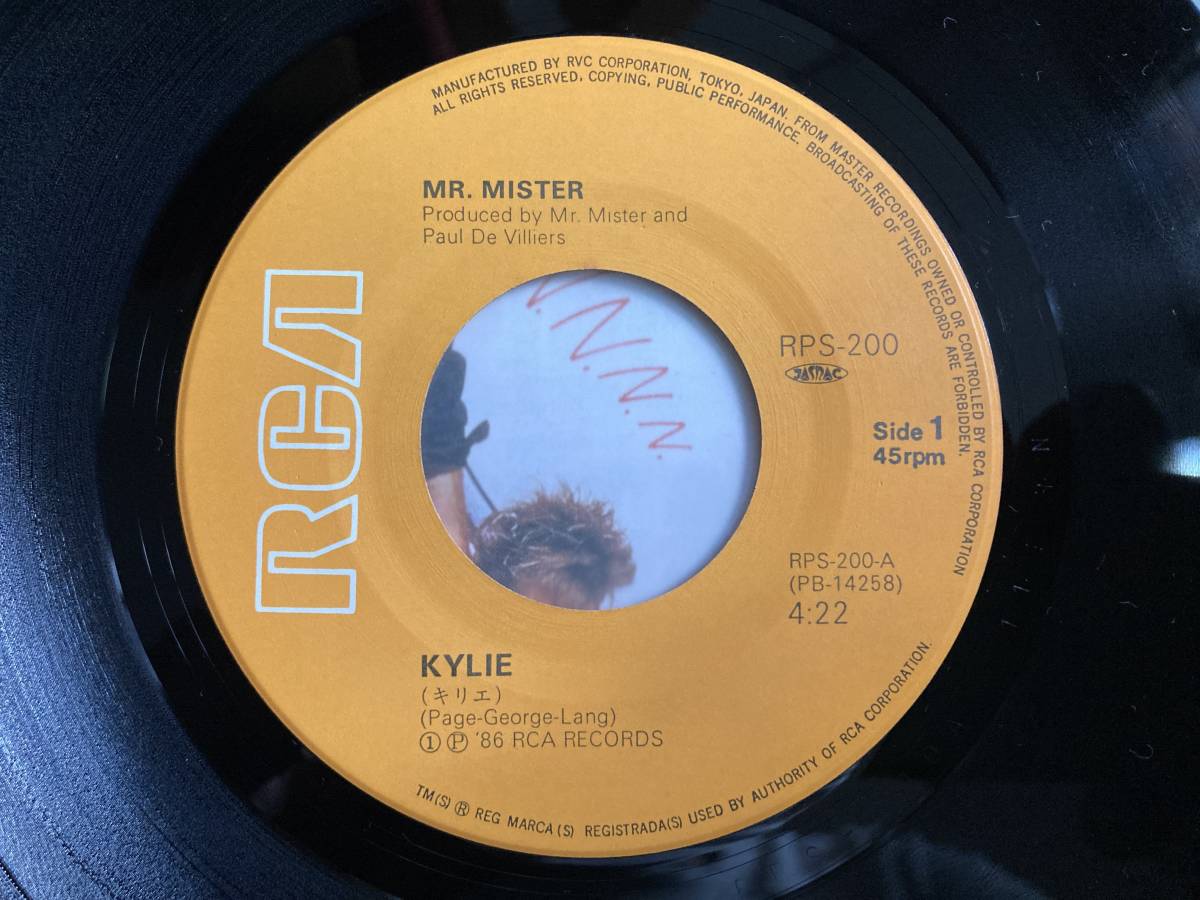 MANUFACTURED BY RVC CORPORATION, TOKYO, JAPAN. FROM MASTER RECORDINGS OWNED OR CONTROLLED BY RCA CORPORATION
ALL RIGHTS RESERVED, COPYING, PUBLIC PERFORMANCE, BROADCASTING OF THESE RECORDS ARE FORBIDDEN.
MR. MISTER
Produced by Mr. Mister and
Paul De Villiers
RCA
N.N.N.N.
RPS-200
JASRAC
Side 1
45rpm
RPS-200-A
(PB-14258)
4:22
KYLIE
(キリエ)
(Page-George-Lang)
① Ⓟ '86 RCA RECORDS
TM(S) ® REG MARCA(S) REGISTRADA(S) USED BY AUTHORITY OF RCA CORPORATION.